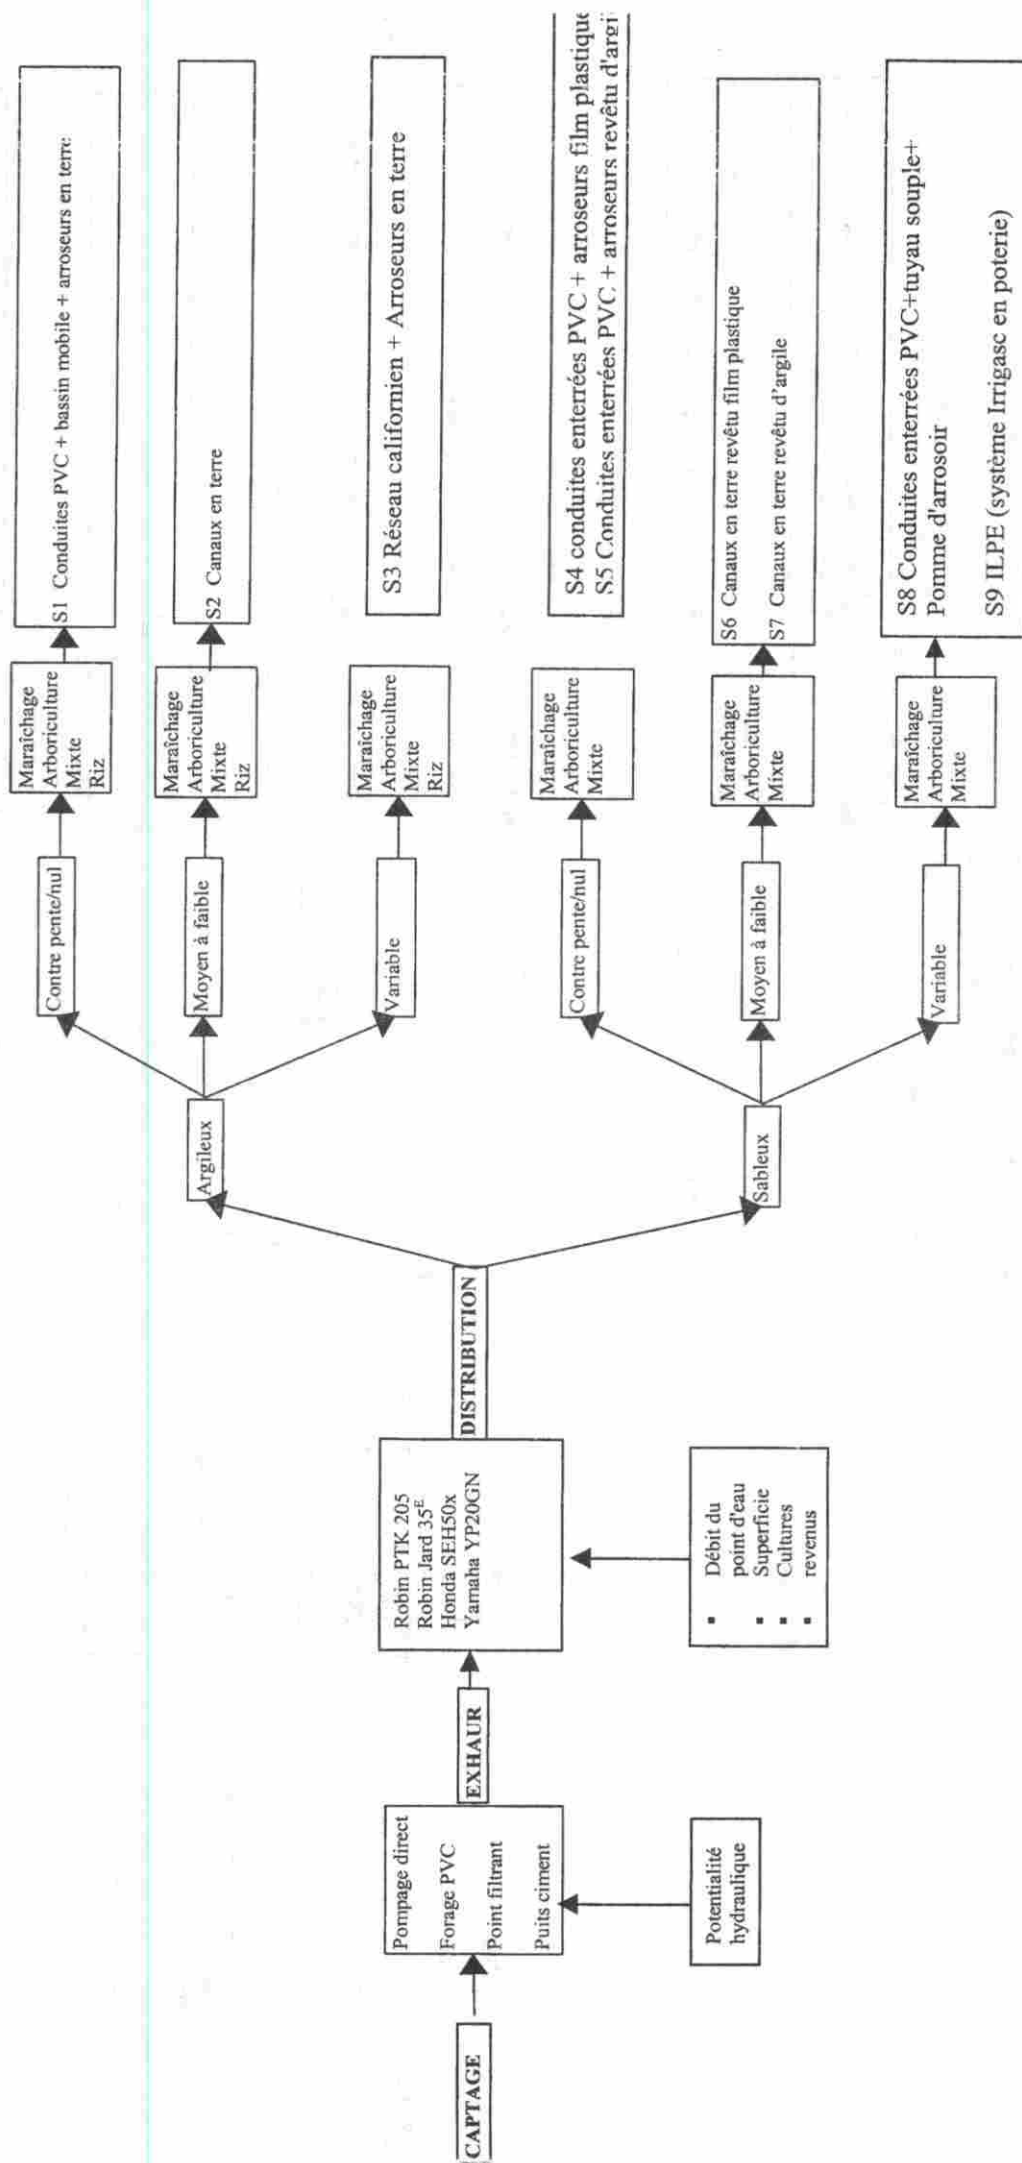 CAPTAGE
Pompage direct
Forage PVC
Point filtrant
Puits ciment
Potentialité
hydraulique
EXHAUR
Robin PTK 205
Robin Jard 35E
Honda SEH50x
Yamaha YP20GN
▪ Débit du
point d'eau
▪ Superficie
▪ Cultures
▪ revenus
DISTRIBUTION
Argileux
Contre pente/nul
Maraîchage
Arboriculture
Mixte
Riz
S1 Conduites PVC + bassin mobile + arroseurs en terre
Moyen à faible
Maraîchage
Arboriculture
Mixte
Riz
S2 Canaux en terre
Variable
Maraîchage
Arboriculture
Mixte
Riz
S3 Réseau californien + Arroseurs en terre
Sableux
Contre pente/nul
Maraîchage
Arboriculture
Mixte
S4 conduites enterrées PVC + arroseurs film plastique
S5 Conduites enterrées PVC + arroseurs revêtu d'argi
Moyen à faible
Maraîchage
Arboriculture
Mixte
S6 Canaux en terre revêtu film plastique
S7 Canaux en terre revêtu d'argile
Variable
Maraîchage
Arboriculture
Mixte
S8 Conduites enterrées PVC+tuyau souple+
Pomme d'arrosoir
S9 ILPE (système Irrigasc en poterie)